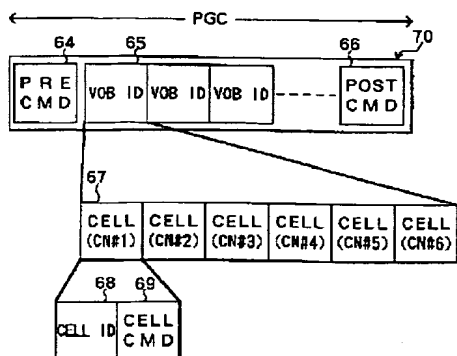 PGC
64 65 66 70
PRE CMD VOB ID VOB ID VOB ID POST CMD
67
CELL (CN#1) CELL (CN#2) CELL (CN#3) CELL (CN#4) CELL (CN#5) CELL (CN#6)
68 69
CELL ID CELL CMD